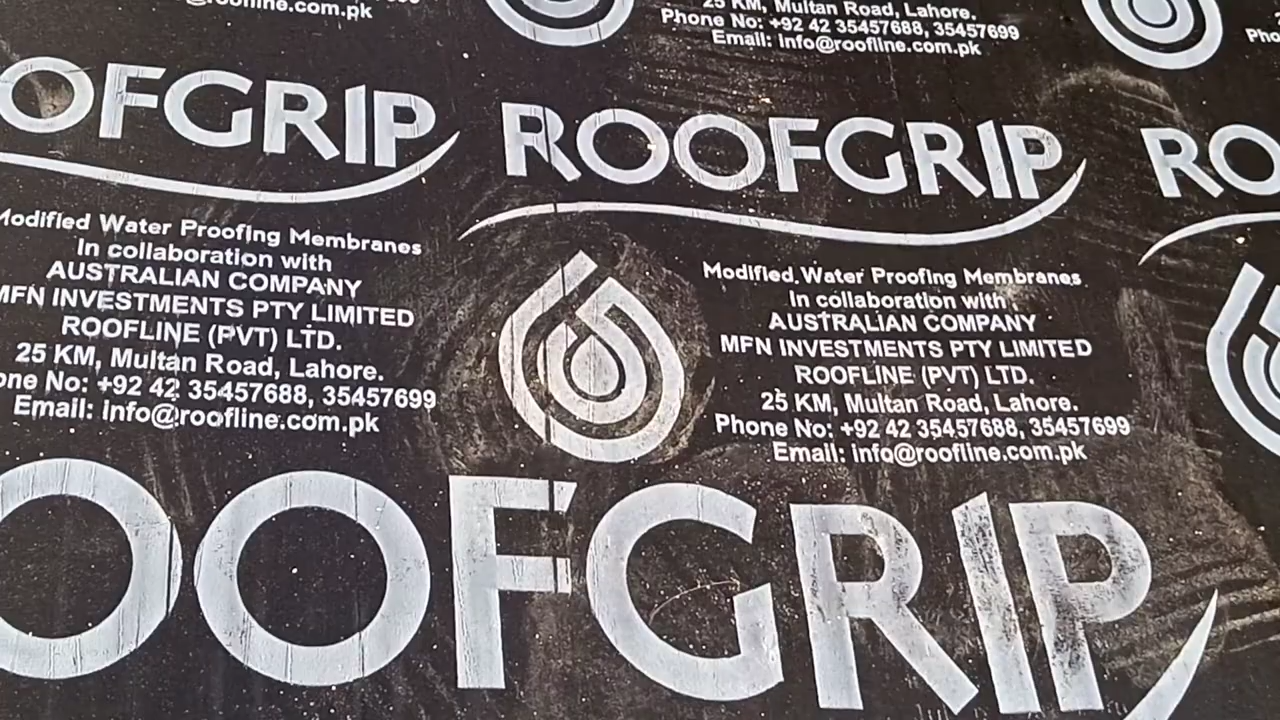 @roofline.com.pk
25 KM, Multan Road, Lahore.
Phone No: +92 42 35457688, 35457699
Email: info@roofline.com.pk
Pho
OFGRIP
ROOFGRIP
RO
Modified Water Proofing Membranes
In collaboration with
AUSTRALIAN COMPANY
MFN INVESTMENTS PTY LIMITED
ROOFLINE (PVT) LTD.
25 KM, Multan Road, Lahore.
one No: +92 42 35457688, 35457699
Email: info@roofline.com.pk
Modified Water Proofing Membranes
In collaboration with
AUSTRALIAN COMPANY
MFN INVESTMENTS PTY LIMITED
ROOFLINE (PVT) LTD.
25 KM, Multan Road, Lahore.
Phone No: +92 42 35457688, 35457699
Email: info@roofline.com.pk
OOFGRIP